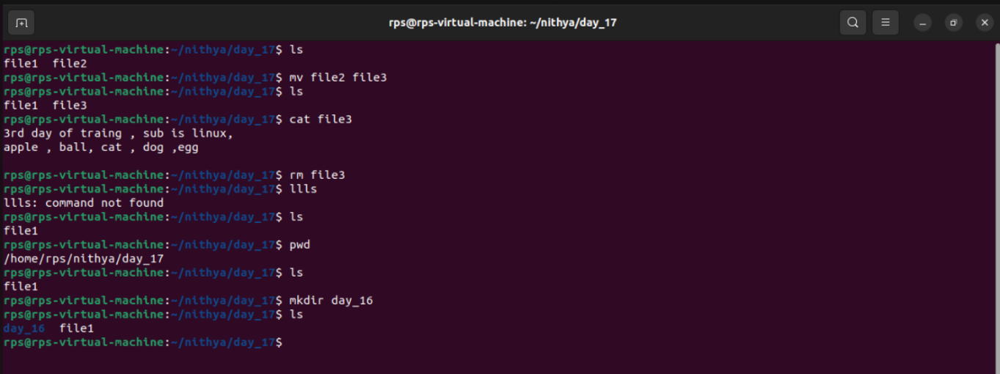 rps@rps-virtual-machine: ~/nithya/day_17
rps@rps-virtual-machine:~/nithya/day_17$ ls
file1  file2
rps@rps-virtual-machine:~/nithya/day_17$ mv file2 file3
rps@rps-virtual-machine:~/nithya/day_17$ ls
file1  file3
rps@rps-virtual-machine:~/nithya/day_17$ cat file3
3rd day of traing , sub is linux,
apple , ball, cat , dog ,egg

rps@rps-virtual-machine:~/nithya/day_17$ rm file3
rps@rps-virtual-machine:~/nithya/day_17$ llls
llls: command not found
rps@rps-virtual-machine:~/nithya/day_17$ ls
file1
rps@rps-virtual-machine:~/nithya/day_17$ pwd
/home/rps/nithya/day_17
rps@rps-virtual-machine:~/nithya/day_17$ ls
file1
rps@rps-virtual-machine:~/nithya/day_17$ mkdir day_16
rps@rps-virtual-machine:~/nithya/day_17$ ls
day_16  file1
rps@rps-virtual-machine:~/nithya/day_17$